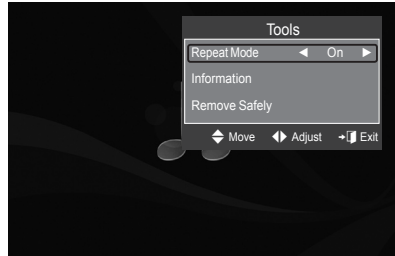 Tools
Repeat Mode ◀ On ▶
Information
Remove Safely
Move Adjust Exit